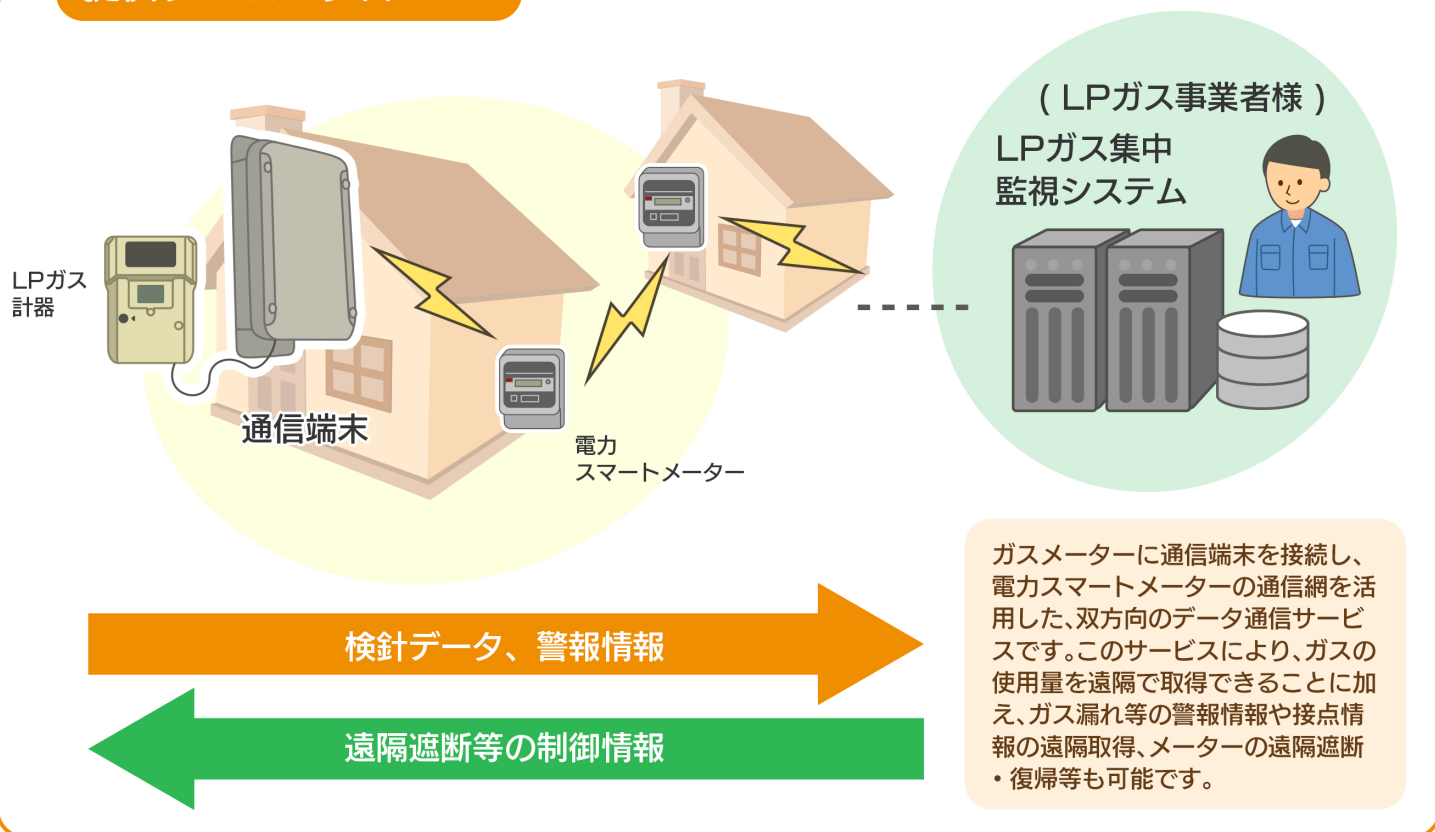 (LPガス事業者様)
LPガス集中
監視システム
LPガス
計器
通信端末
電力
スマートメーター
検針データ、警報情報
遠隔遮断等の制御情報
ガスメーターに通信端末を接続し、
電力スマートメーターの通信網を活
用した、双方向のデータ通信サービ
スです。このサービスにより、ガスの
使用量を遠隔で取得できることに加
え、ガス漏れ等の警報情報や接点情
報の遠隔取得、メーターの遠隔遮断
・復帰等も可能です。